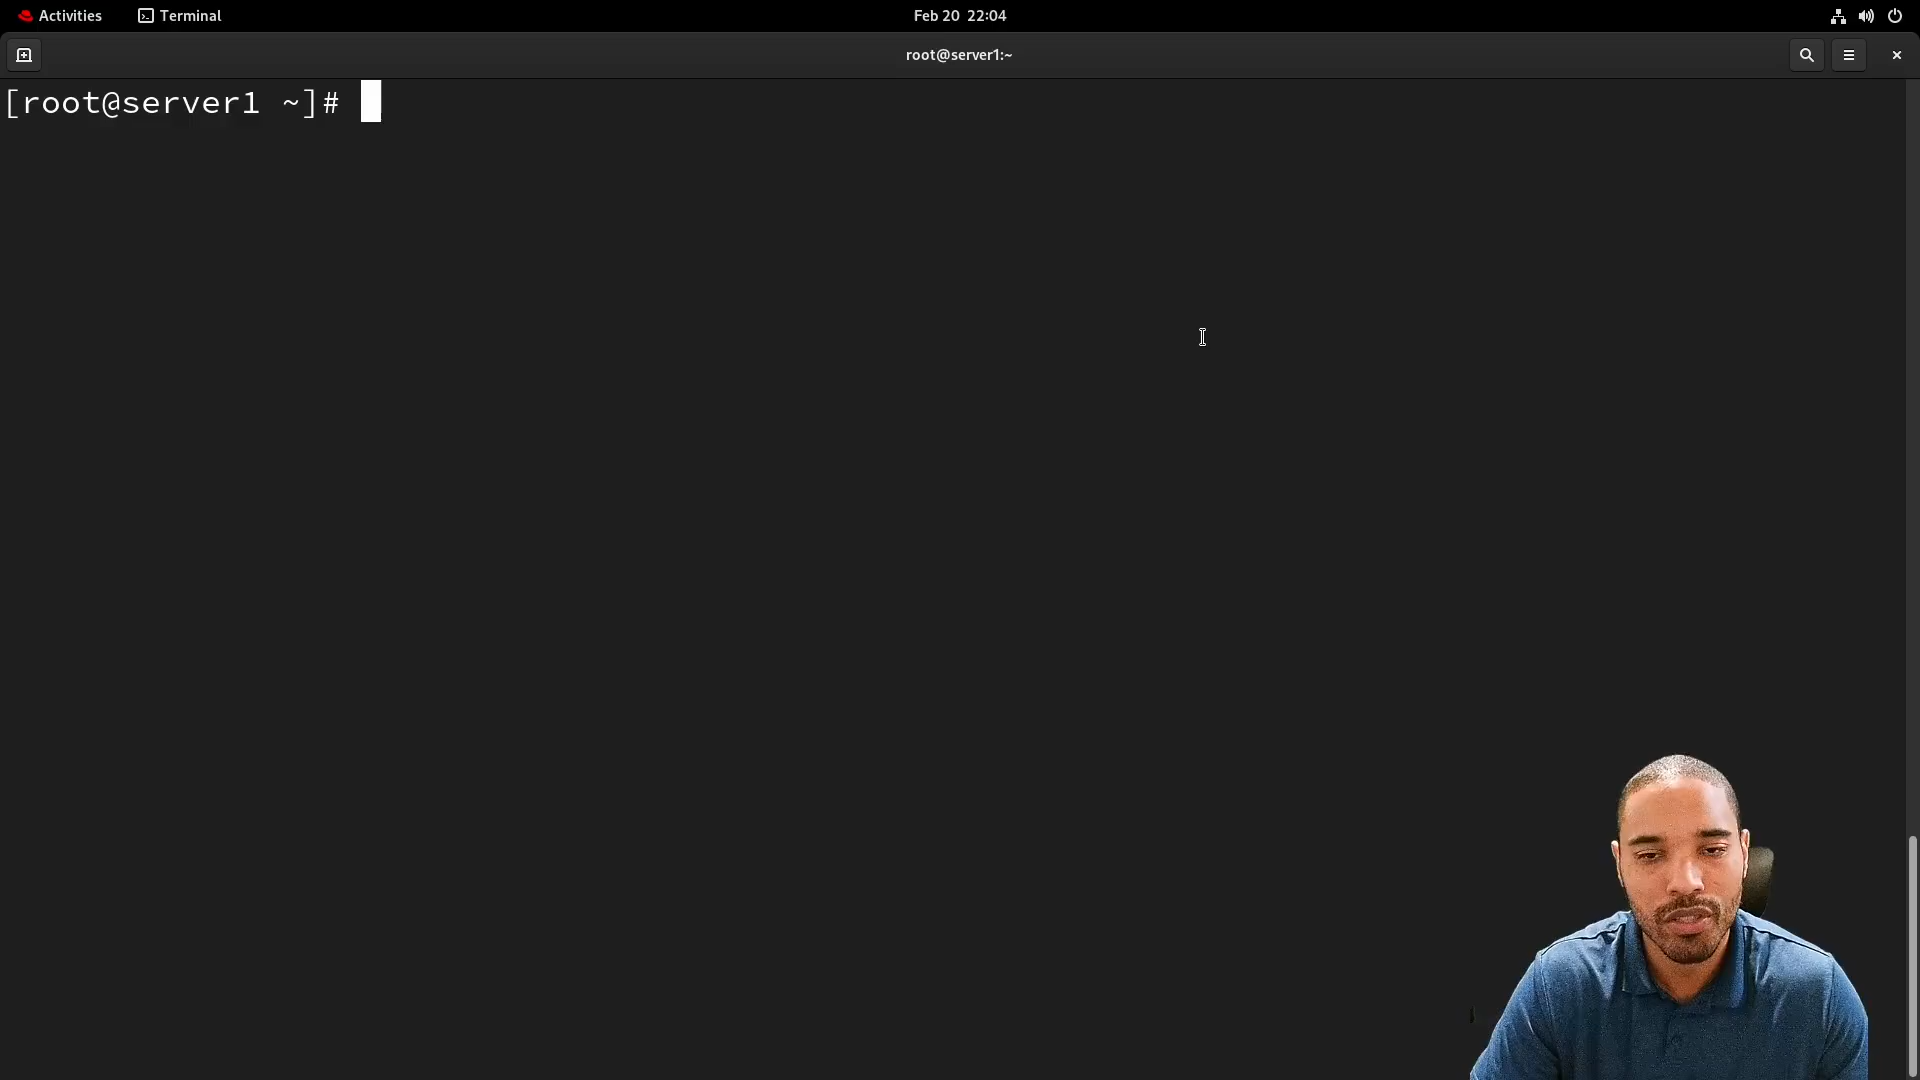 Activities Terminal Feb 20 22:04
root@server1:~
[root@server1 ~]#